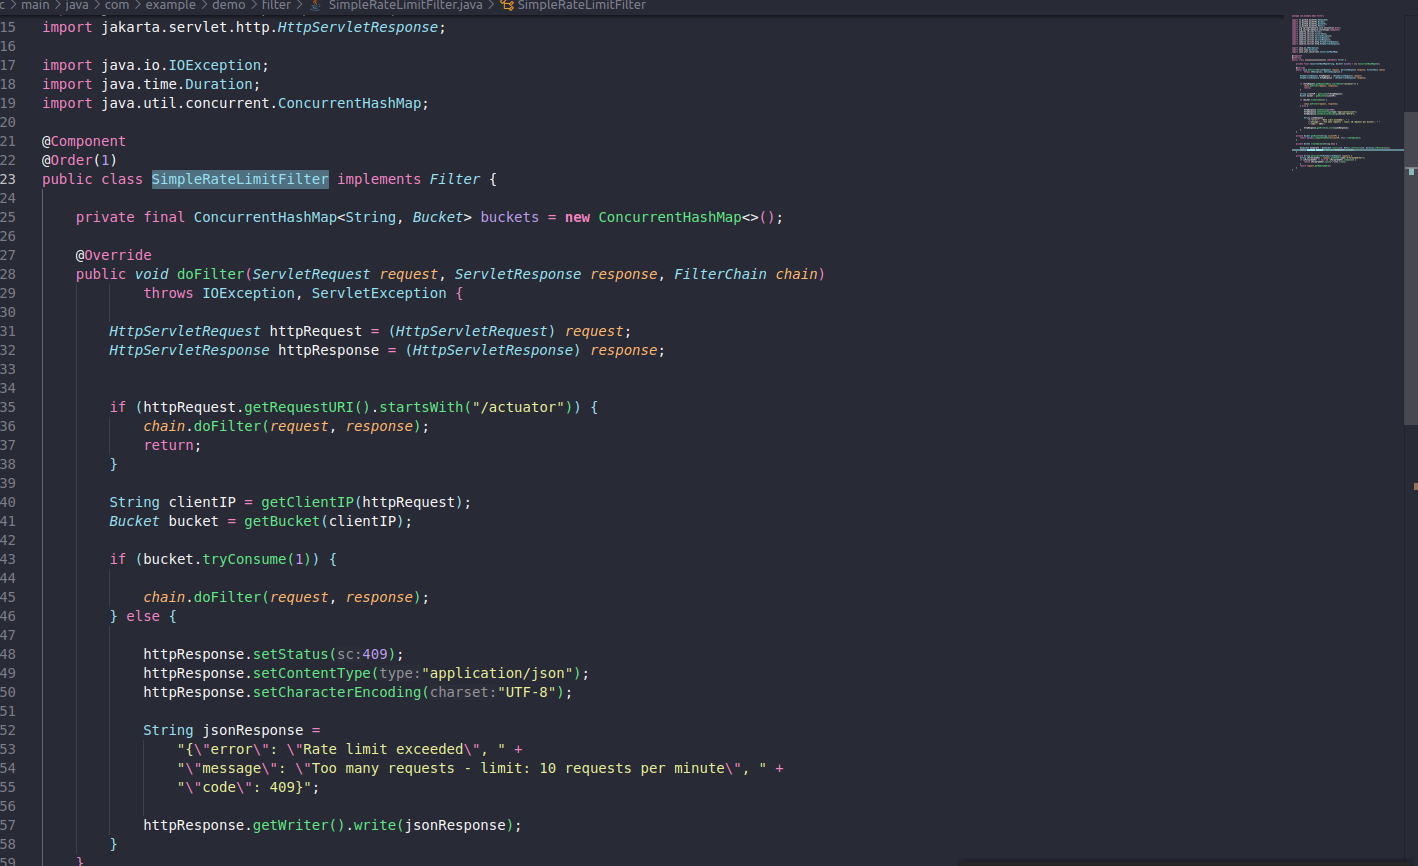 c > main > java > com > example > demo > filter > SimpleRateLimitFilter.java > SimpleRateLimitFilter
15 import jakarta.servlet.http.HttpServletResponse;
16
17 import java.io.IOException;
18 import java.time.Duration;
19 import java.util.concurrent.ConcurrentHashMap;
20
21 @Component
22 @Order(1)
23 public class SimpleRateLimitFilter implements Filter {
24
25 private final ConcurrentHashMap<String, Bucket> buckets = new ConcurrentHashMap<>();
26
27 @Override
28 public void doFilter(ServletRequest request, ServletResponse response, FilterChain chain)
29 throws IOException, ServletException {
30
31 HttpServletRequest httpRequest = (HttpServletRequest) request;
32 HttpServletResponse httpResponse = (HttpServletResponse) response;
33
34
35 if (httpRequest.getRequestURI().startsWith("/actuator")) {
36 chain.doFilter(request, response);
37 return;
38 }
39
40 String clientIP = getClientIP(httpRequest);
41 Bucket bucket = getBucket(clientIP);
42
43 if (bucket.tryConsume(1)) {
44
45 chain.doFilter(request, response);
46 } else {
47
48 httpResponse.setStatus(sc:409);
49 httpResponse.setContentType(type:"application/json");
50 httpResponse.setCharacterEncoding(charset:"UTF-8");
51
52 String jsonResponse =
53 "{\"error\": \"Rate limit exceeded\", " +
54 "\"message\": \"Too many requests - limit: 10 requests per minute\", " +
55 "\"code\": 409}";
56
57 httpResponse.getWriter().write(jsonResponse);
58 }
59 }